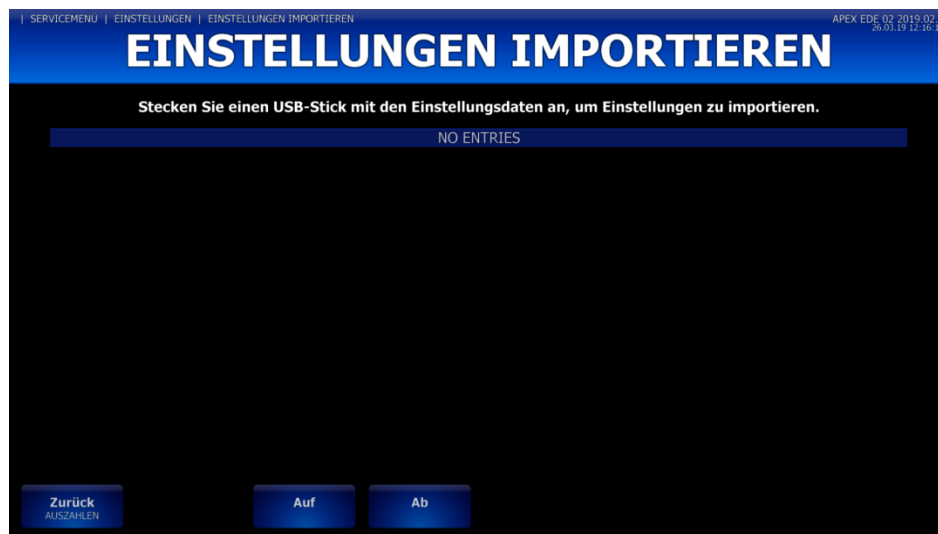 | SERVICEMENÜ | EINSTELLUNGEN | EINSTELLUNGEN IMPORTIEREN
APEX EDE 02 2019.02.
26.03.19 12:16:1
EINSTELLUNGEN IMPORTIEREN
Stecken Sie einen USB-Stick mit den Einstellungsdaten an, um Einstellungen zu importieren.
NO ENTRIES
Zurück
AUSZAHLEN
Auf
Ab